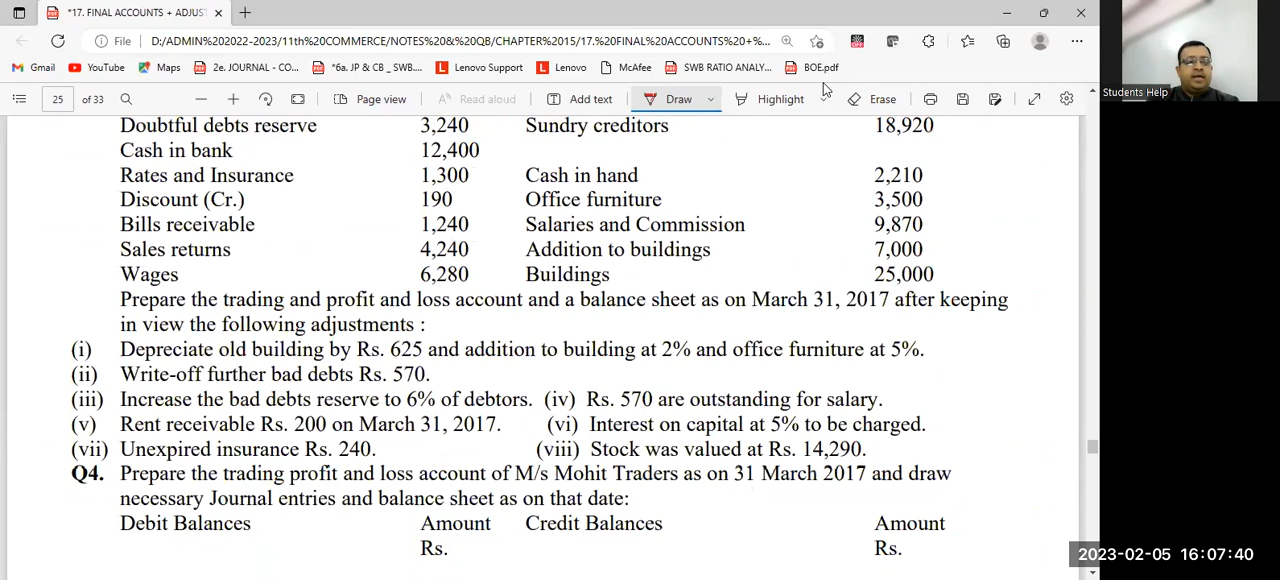 *17. FINAL ACCOUNTS + ADJUS
File D:/ADMIN%202022-2023/11th%20COMMERCE/NOTES%20&%20QB/CHAPTER%2015/17.%20FINAL%20ACCOUNTS%20+%...
Gmail YouTube Maps 2e. JOURNAL - CO... *6a. JP & CB _ SWB.... Lenovo Support Lenovo McAfee SWB RATIO ANALY... BOE.pdf
25 of 33 Page view Read aloud Add text Draw Highlight Erase
Students Help
Doubtful debts reserve 3,240 Sundry creditors 18,920
Cash in bank 12,400
Rates and Insurance 1,300 Cash in hand 2,210
Discount (Cr.) 190 Office furniture 3,500
Bills receivable 1,240 Salaries and Commission 9,870
Sales returns 4,240 Addition to buildings 7,000
Wages 6,280 Buildings 25,000
Prepare the trading and profit and loss account and a balance sheet as on March 31, 2017 after keeping
in view the following adjustments :
(i) Depreciate old building by Rs. 625 and addition to building at 2% and office furniture at 5%.
(ii) Write-off further bad debts Rs. 570.
(iii) Increase the bad debts reserve to 6% of debtors. (iv) Rs. 570 are outstanding for salary.
(v) Rent receivable Rs. 200 on March 31, 2017. (vi) Interest on capital at 5% to be charged.
(vii) Unexpired insurance Rs. 240. (viii) Stock was valued at Rs. 14,290.
Q4. Prepare the trading profit and loss account of M/s Mohit Traders as on 31 March 2017 and draw
necessary Journal entries and balance sheet as on that date:
Debit Balances Amount Credit Balances Amount
Rs. Rs.
2023-02-05 16:07:40